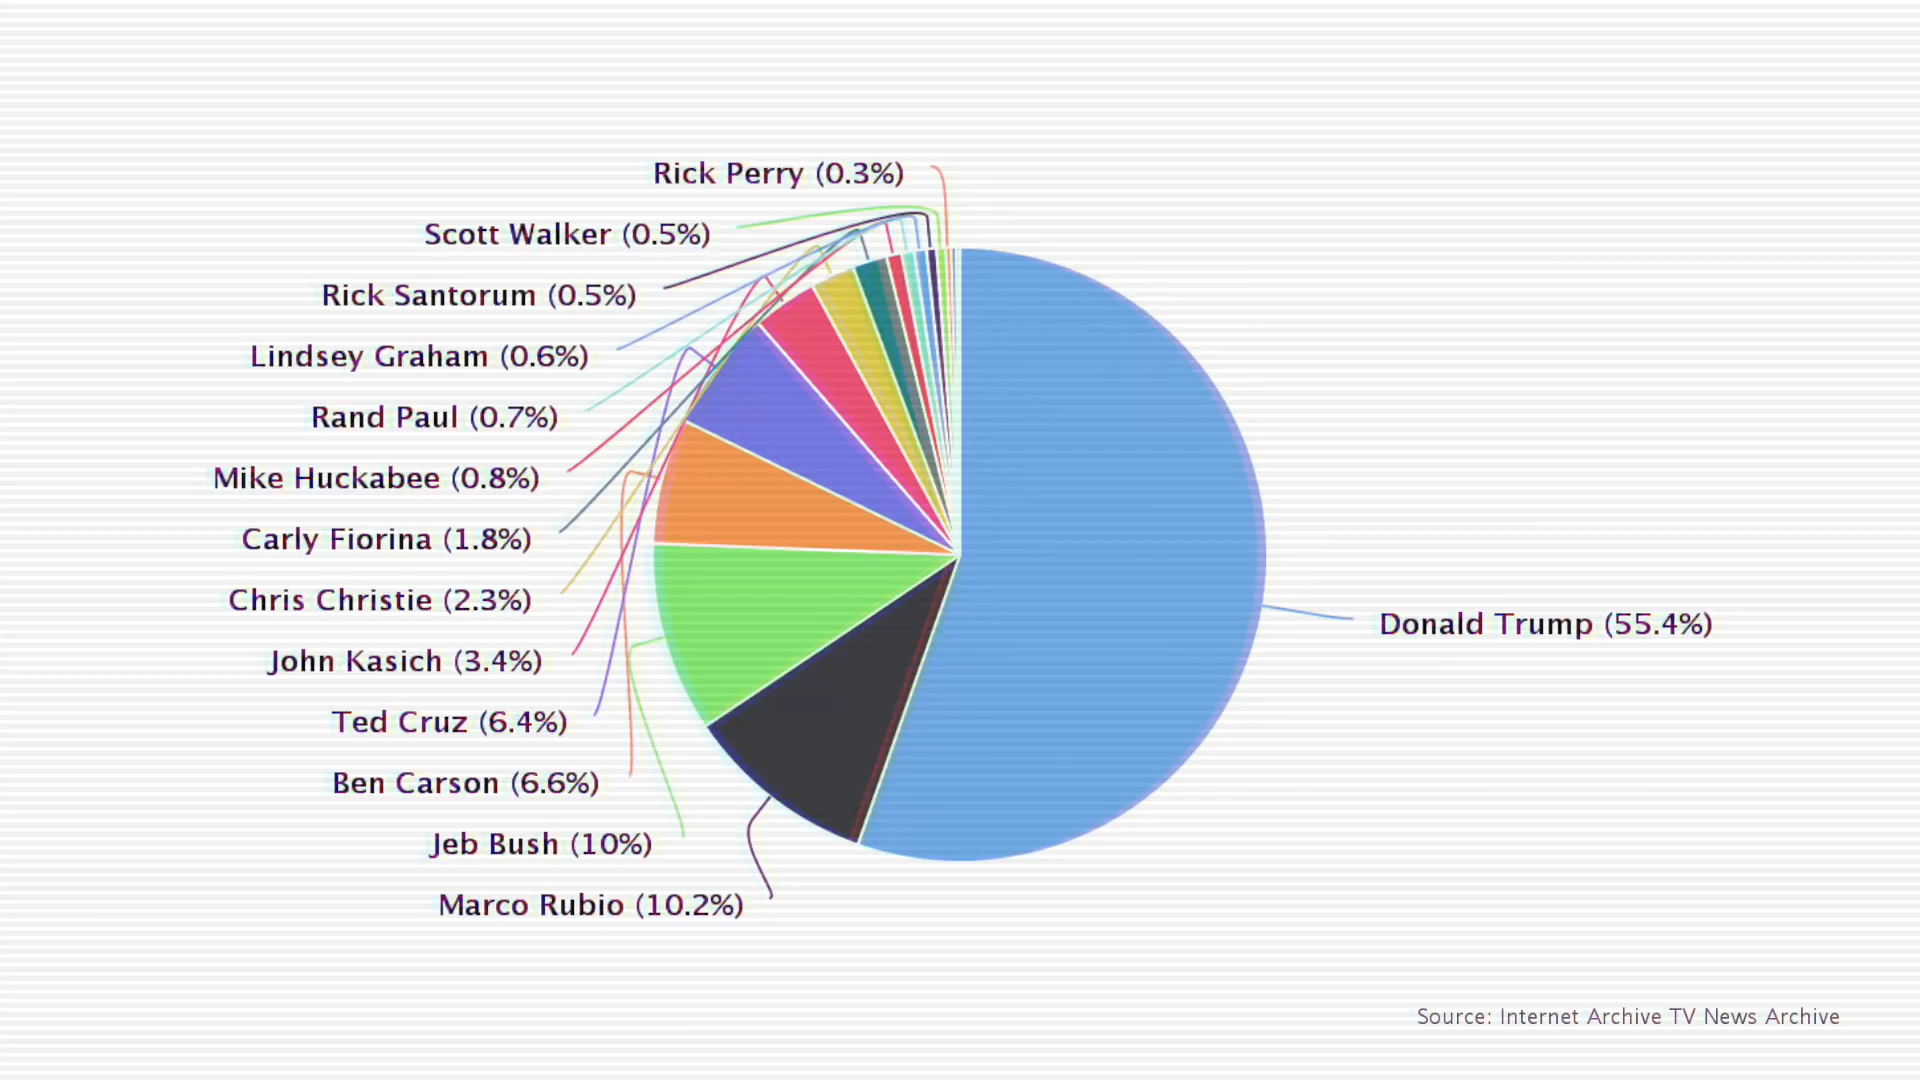 Rick Perry (0.3%)
Scott Walker (0.5%)
Rick Santorum (0.5%)
Lindsey Graham (0.6%)
Rand Paul (0.7%)
Mike Huckabee (0.8%)
Carly Fiorina (1.8%)
Chris Christie (2.3%)
Donald Trump (55.4%)
John Kasich (3.4%)
Ted Cruz (6.4%)
Ben Carson (6.6%)
Jeb Bush (10%)
Marco Rubio (10.2%)
Source: Internet Archive TV News Archive